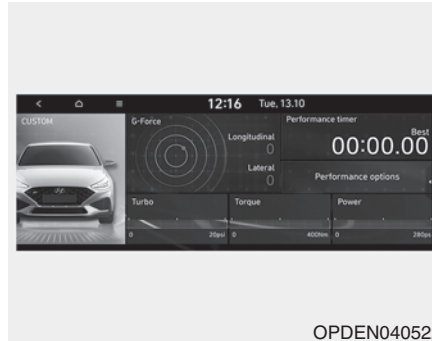 12:16 Tue, 13.10
CUSTOM
G-Force
Longitudinal
0
Lateral
0
Performance timer
Best
00:00.00
Performance options
Turbo
0 20psi
Torque
0 400Nm
Power
0 280ps
OPDEN04052